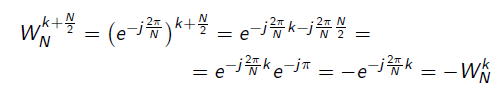 $W_N^{k+\frac{N}{2}} = \left(e^{-j\frac{2\pi}{N}}\right)^{k+\frac{N}{2}} = e^{-j\frac{2\pi}{N}k-j\frac{2\pi}{N}\frac{N}{2}} =$
$= e^{-j\frac{2\pi}{N}k}e^{-j\pi} = -e^{-j\frac{2\pi}{N}k} = -W_N^k$